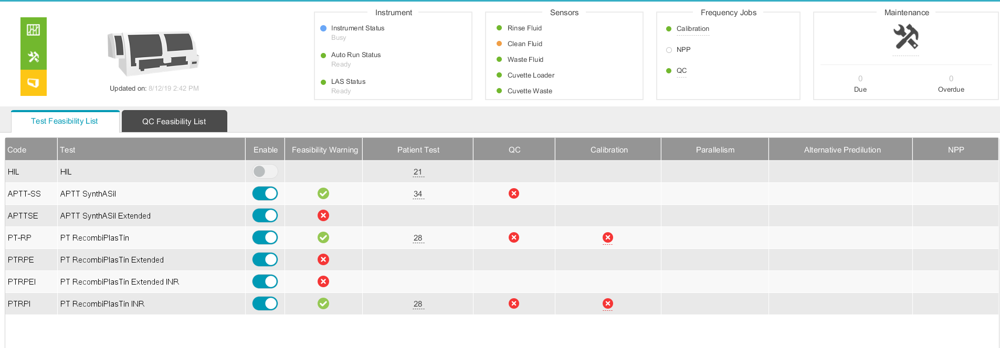 Instrument
Instrument Status
Busy
Auto Run Status
Ready
LAS Status
Ready
Sensors
Rinse Fluid
Clean Fluid
Waste Fluid
Cuvette Loader
Cuvette Waste
Frequency Jobs
Calibration
NPP
QC
Maintenance
0 0
Due Overdue
Updated on: 8/12/19 2:42 PM
Test Feasibility List QC Feasibility List
Code Test Enable Feasibility Warning Patient Test QC Calibration Parallelism Alternative Predilution NPP
HIL HIL 21
APTT-SS APTT SynthASil 34
APTTSE APTT SynthASil Extended
PT-RP PT RecombiPlasTin 28
PTRPE PT RecombiPlasTin Extended
PTRPEI PT RecombiPlasTin Extended INR
PTRPI PT RecombiPlasTin INR 28